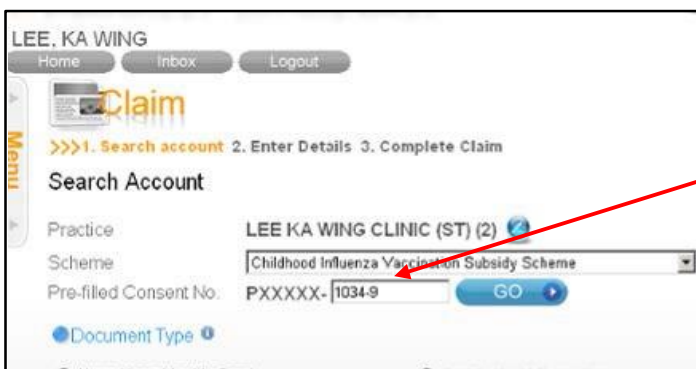 LEE, KA WING
Home Inbox Logout
Claim
>>>1. Search account 2. Enter Details 3. Complete Claim
Menu
Search Account
Practice LEE KA WING CLINIC (ST) (2)
Scheme Childhood Influenza Vaccination Subsidy Scheme
Pre-filled Consent No. PXXXXX- 1034-9 GO
Document Type